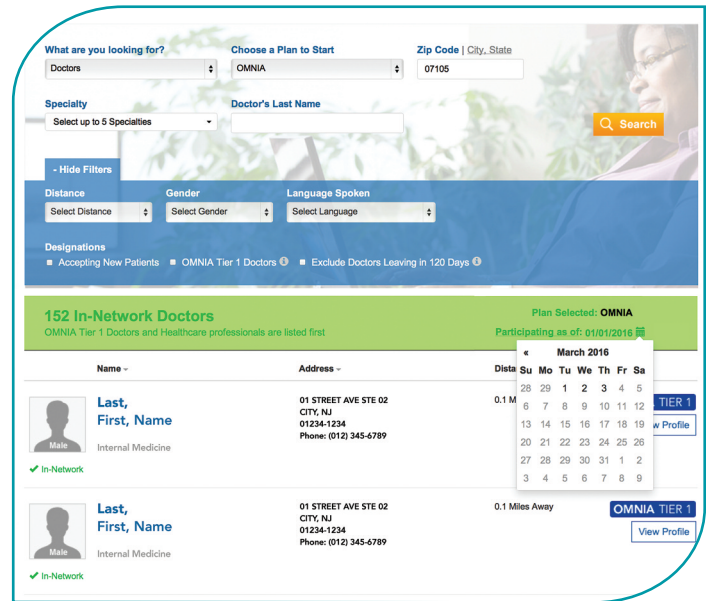 What are you looking for? Choose a Plan to Start Zip Code | City, State
Doctors OMNIA 07105
Specialty Doctor's Last Name
Select up to 5 Specialties
Search
- Hide Filters
Distance Gender Language Spoken
Select Distance Select Gender Select Language
Designations
Accepting New Patients OMNIA Tier 1 Doctors Exclude Doctors Leaving in 120 Days
152 In-Network Doctors
OMNIA Tier 1 Doctors and Healthcare professionals are listed first
Plan Selected: OMNIA
Participating as of: 01/01/2016
« March 2016
Su Mo Tu We Th Fr Sa
28 29 1 2 3 4 5
6 7 8 9 10 11 12
13 14 15 16 17 18 19
20 21 22 23 24 25 26
27 28 29 30 31 1 2
3 4 5 6 7 8 9
Name Address
Last,
First, Name
Internal Medicine
Male
In-Network
01 STREET AVE STE 02
CITY, NJ
01234-1234
Phone: (012) 345-6789
0.1 M
TIER 1
Profile
Last,
First, Name
Internal Medicine
Male
In-Network
01 STREET AVE STE 02
CITY, NJ
01234-1234
Phone: (012) 345-6789
0.1 Miles Away
OMNIA TIER 1
View Profile